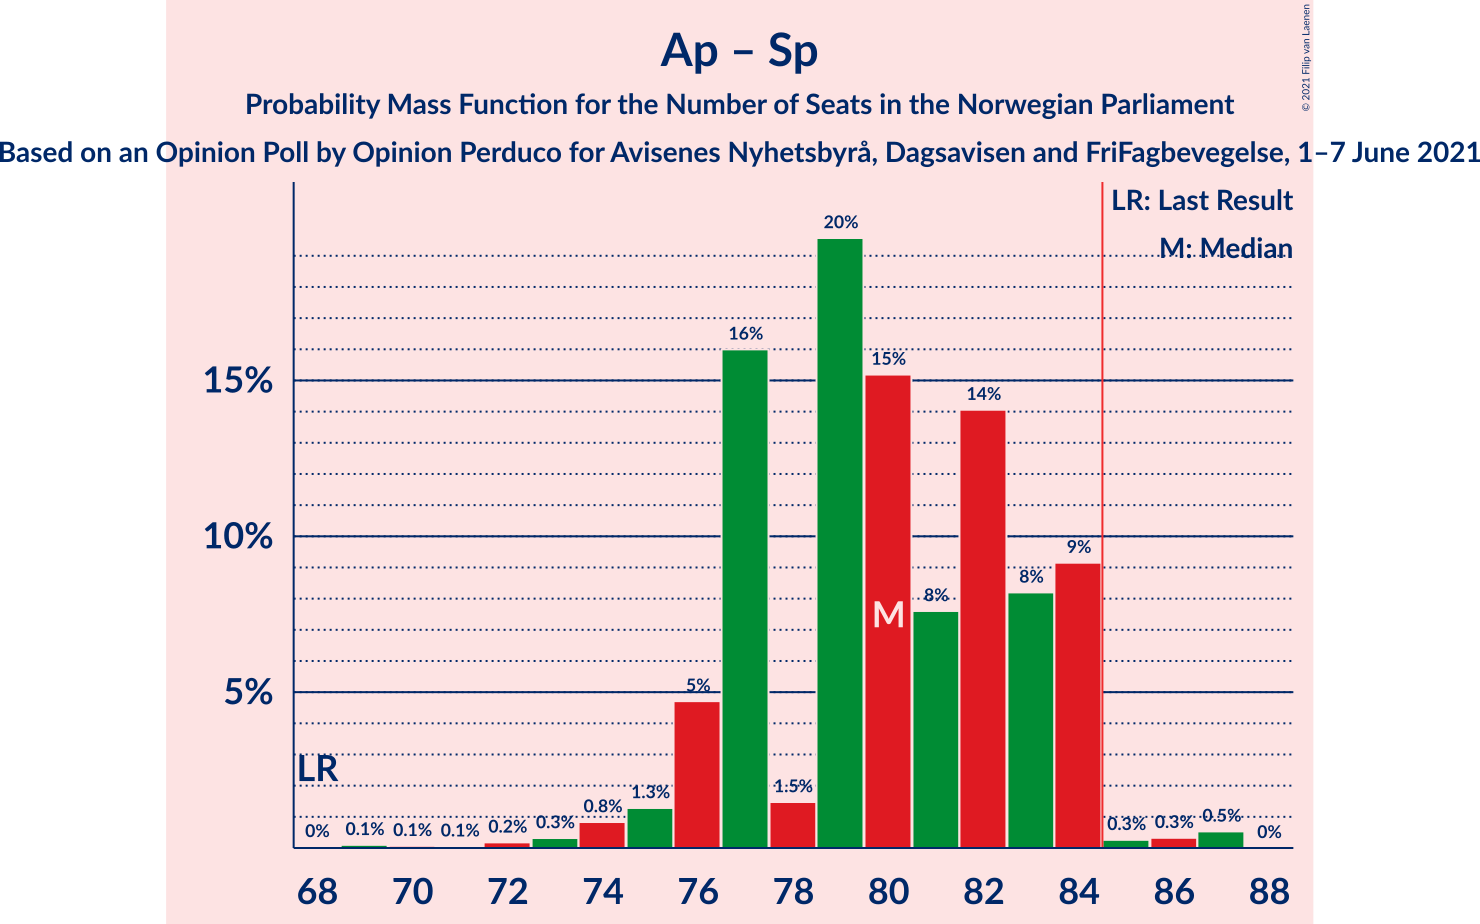 Ap – Sp
Probability Mass Function for the Number of Seats in the Norwegian Parliament
Based on an Opinion Poll by Opinion Perduco for Avisenes Nyhetsbyrå, Dagsavisen and FriFagbevegelse, 1–7 June 2021
© 2021 Filip van Laenen
LR: Last Result
M: Median
15%
10%
5%
LR
M
0%
0.1%
0.1%
0.1%
0.2%
0.3%
0.8%
1.3%
5%
16%
1.5%
20%
15%
8%
14%
8%
9%
0.3%
0.3%
0.5%
0%
68 70 72 74 76 78 80 82 84 86 88